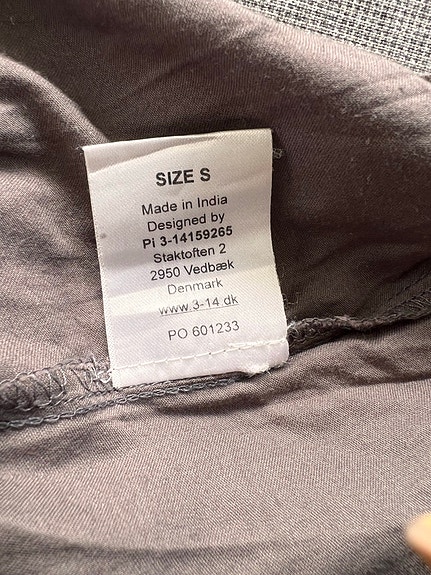 SIZE S
Made in India
Designed by
Pi 3-14159265
Staktoften 2
2950 Vedbæk
Denmark
www.3-14.dk
PO 601233